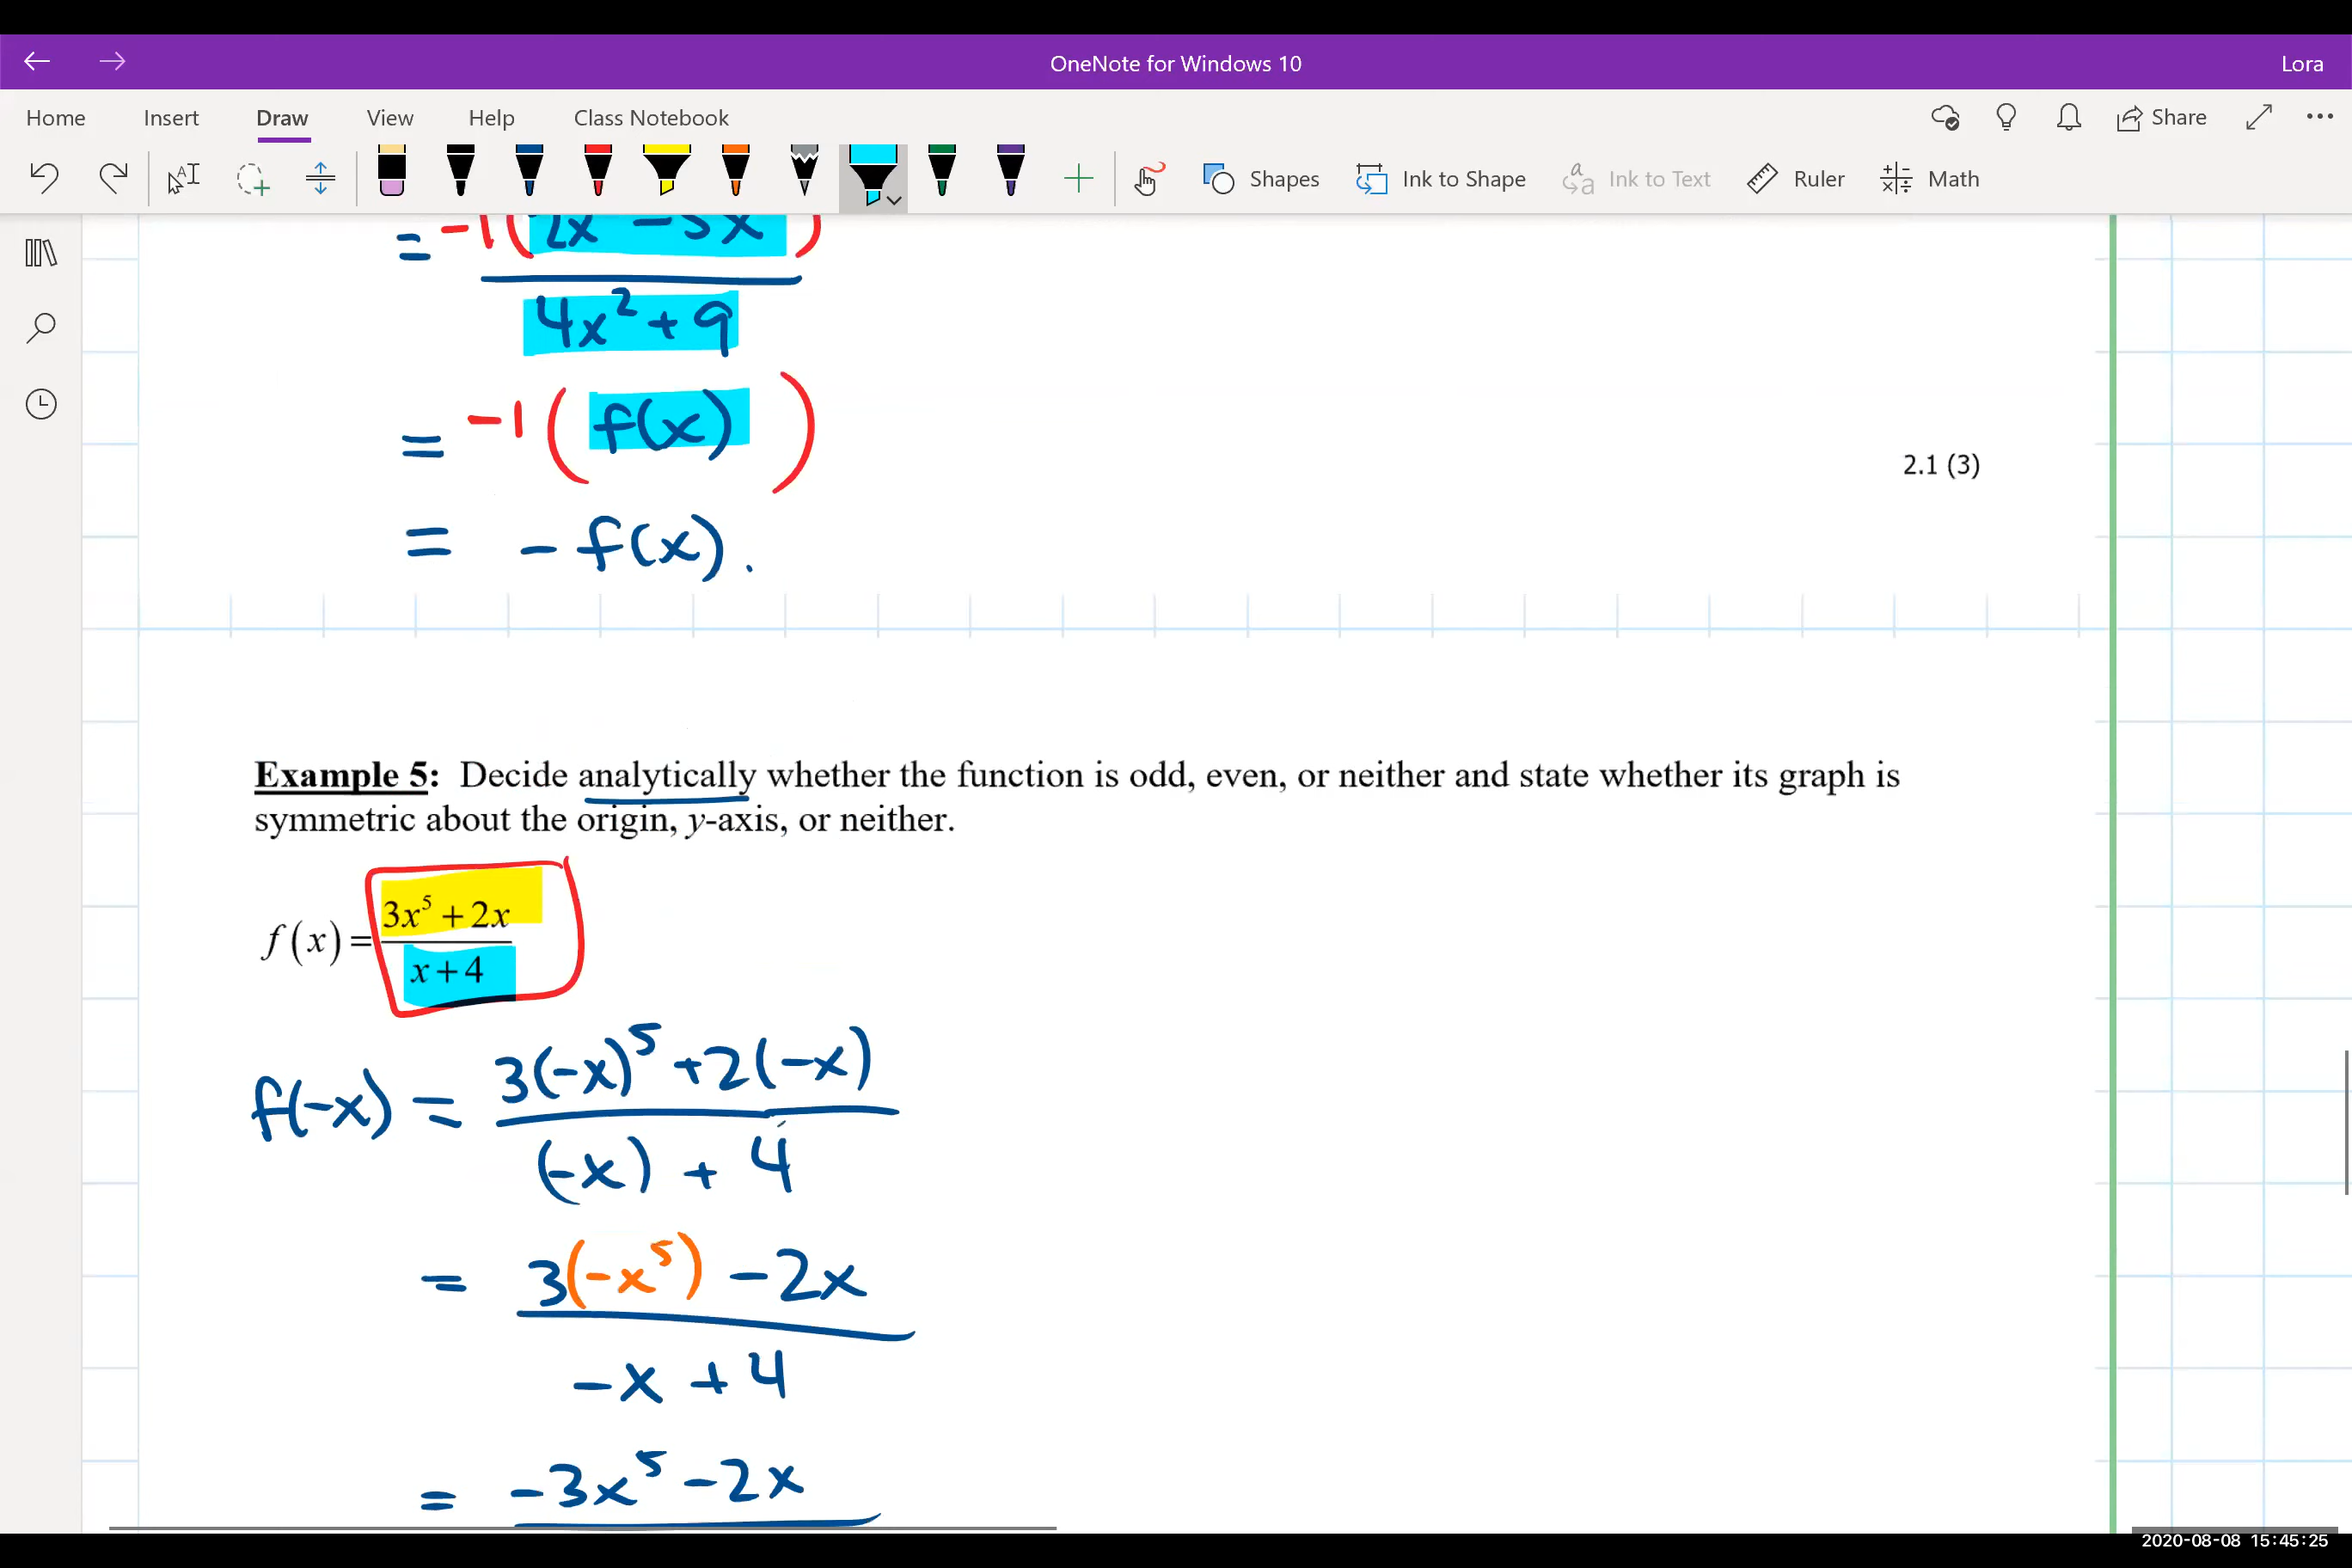 OneNote for Windows 10
Lora
Home Insert Draw View Help Class Notebook Share
Shapes Ink to Shape Ink to Text Ruler Math
= -1(2x - 5x)
4x² + 9
= -1( f(x) )
2.1 (3)
= - f(x).
Example 5: Decide analytically whether the function is odd, even, or neither and state whether its graph is
symmetric about the origin, y-axis, or neither.
f(x) = 3x⁵ + 2x
x + 4
f(-x) = 3(-x)⁵ + 2(-x)
(-x) + 4
= 3(-x⁵) - 2x
-x + 4
= -3x⁵ - 2x
2020-08-08 15:45:25